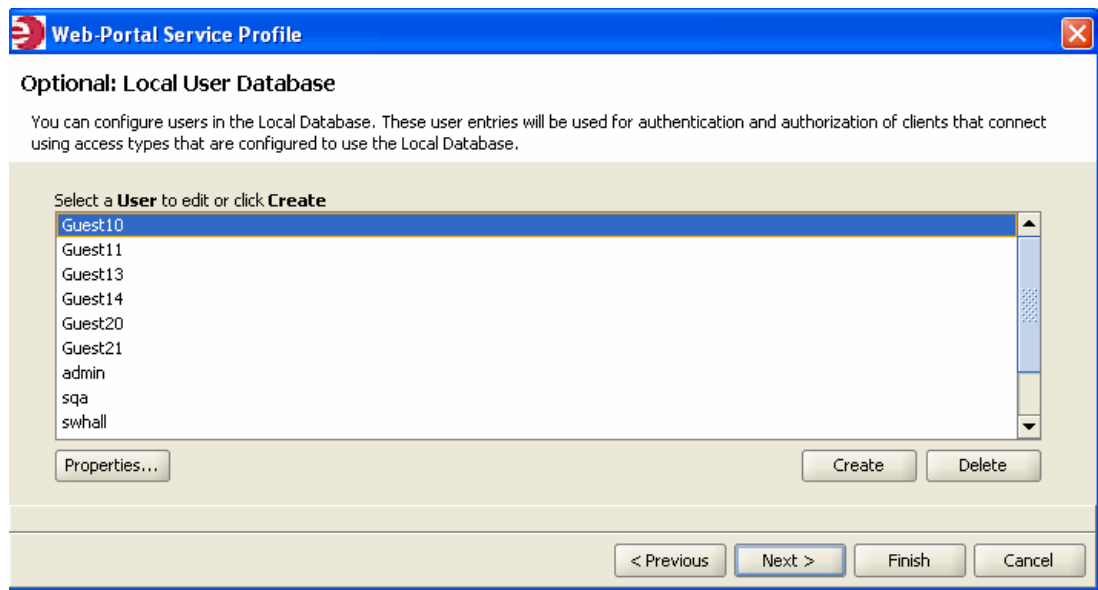 Web-Portal Service Profile
Optional: Local User Database
You can configure users in the Local Database. These user entries will be used for authentication and authorization of clients that connect
using access types that are configured to use the Local Database.
Select a User to edit or click Create
Guest10
Guest11
Guest13
Guest14
Guest20
Guest21
admin
sqa
swhall
Properties... Create Delete
< Previous Next > Finish Cancel